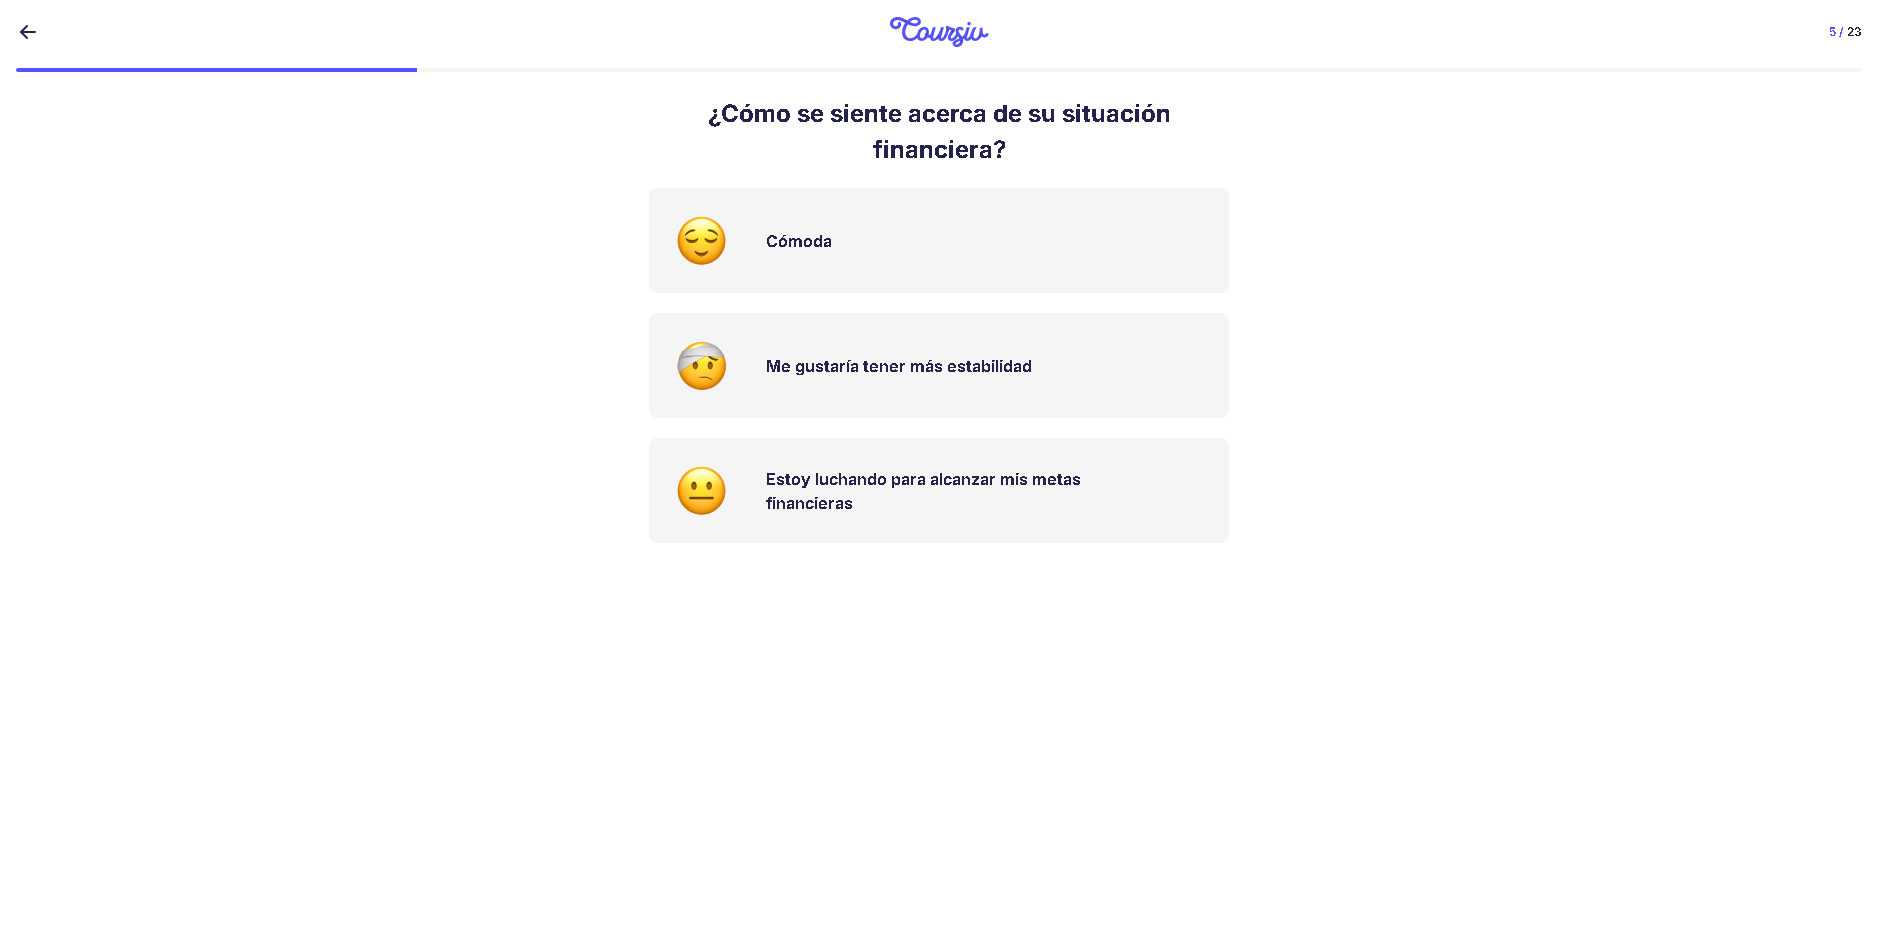 Coursiv
5 / 23
¿Cómo se siente acerca de su situación
financiera?
Cómoda
Me gustaría tener más estabilidad
Estoy luchando para alcanzar mis metas
financieras